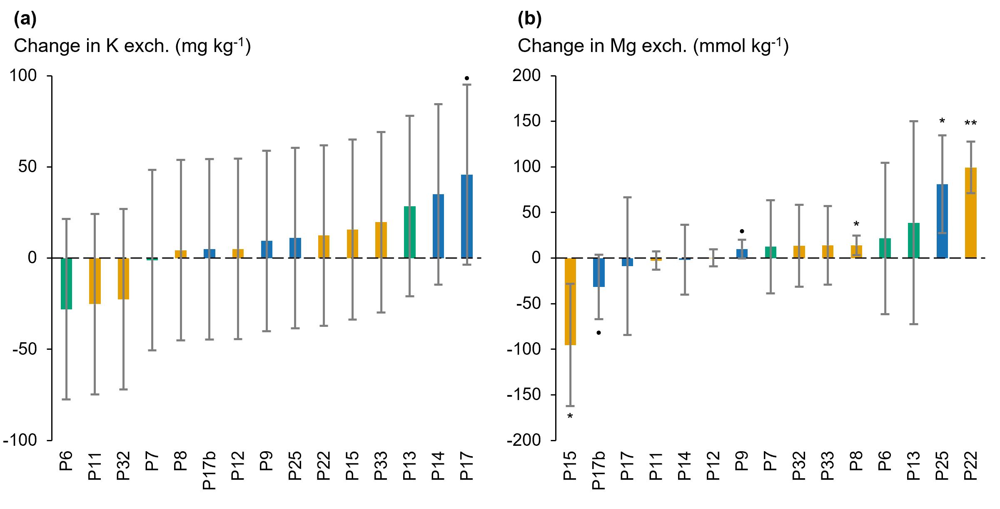 (a)
Change in K exch. (mg kg-1)
100
50
0
-50
-100
•
P6
P11
P32
P7
P8
P17b
P12
P9
P25
P22
P15
P33
P13
P14
P17
(b)
Change in Mg exch. (mmol kg-1)
200
150
100
50
0
-50
-100
-150
-200
*
•
•
*
*
**
P15
P17b
P17
P11
P14
P12
P9
P7
P32
P33
P8
P6
P13
P25
P22